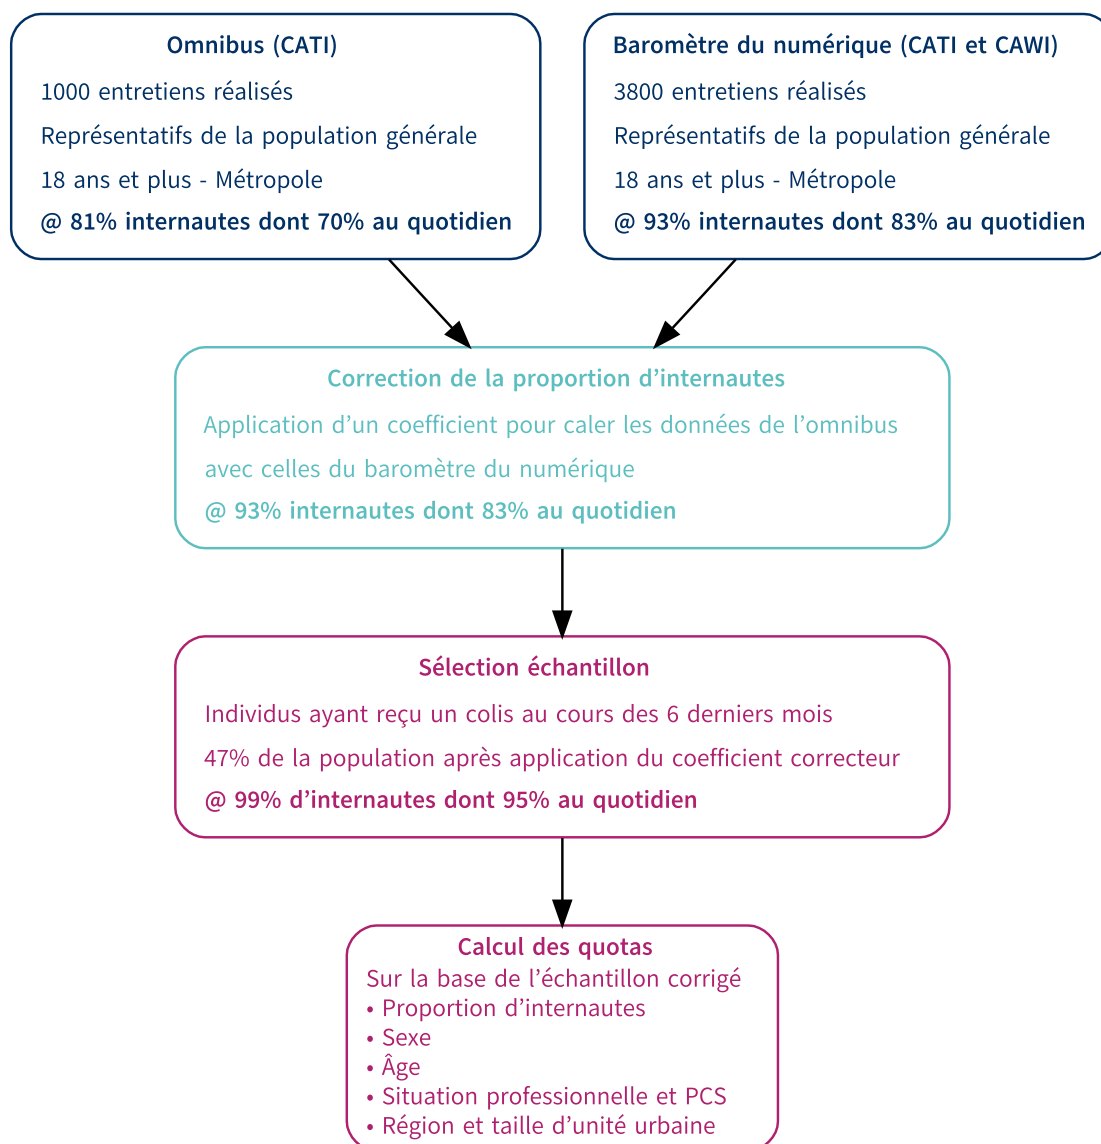 Omnibus (CATI)
1000 entretiens réalisés
Représentatifs de la population générale
18 ans et plus - Métropole
@ 81% internautes dont 70% au quotidien
Baromètre du numérique (CATI et CAWI)
3800 entretiens réalisés
Représentatifs de la population générale
18 ans et plus - Métropole
@ 93% internautes dont 83% au quotidien
Correction de la proportion d’internautes
Application d’un coefficient pour caler les données de l’omnibus
avec celles du baromètre du numérique
@ 93% internautes dont 83% au quotidien
Sélection échantillon
Individus ayant reçu un colis au cours des 6 derniers mois
47% de la population après application du coefficient correcteur
@ 99% d’internautes dont 95% au quotidien
Calcul des quotas
Sur la base de l’échantillon corrigé
• Proportion d’internautes
• Sexe
• Âge
• Situation professionnelle et PCS
• Région et taille d’unité urbaine